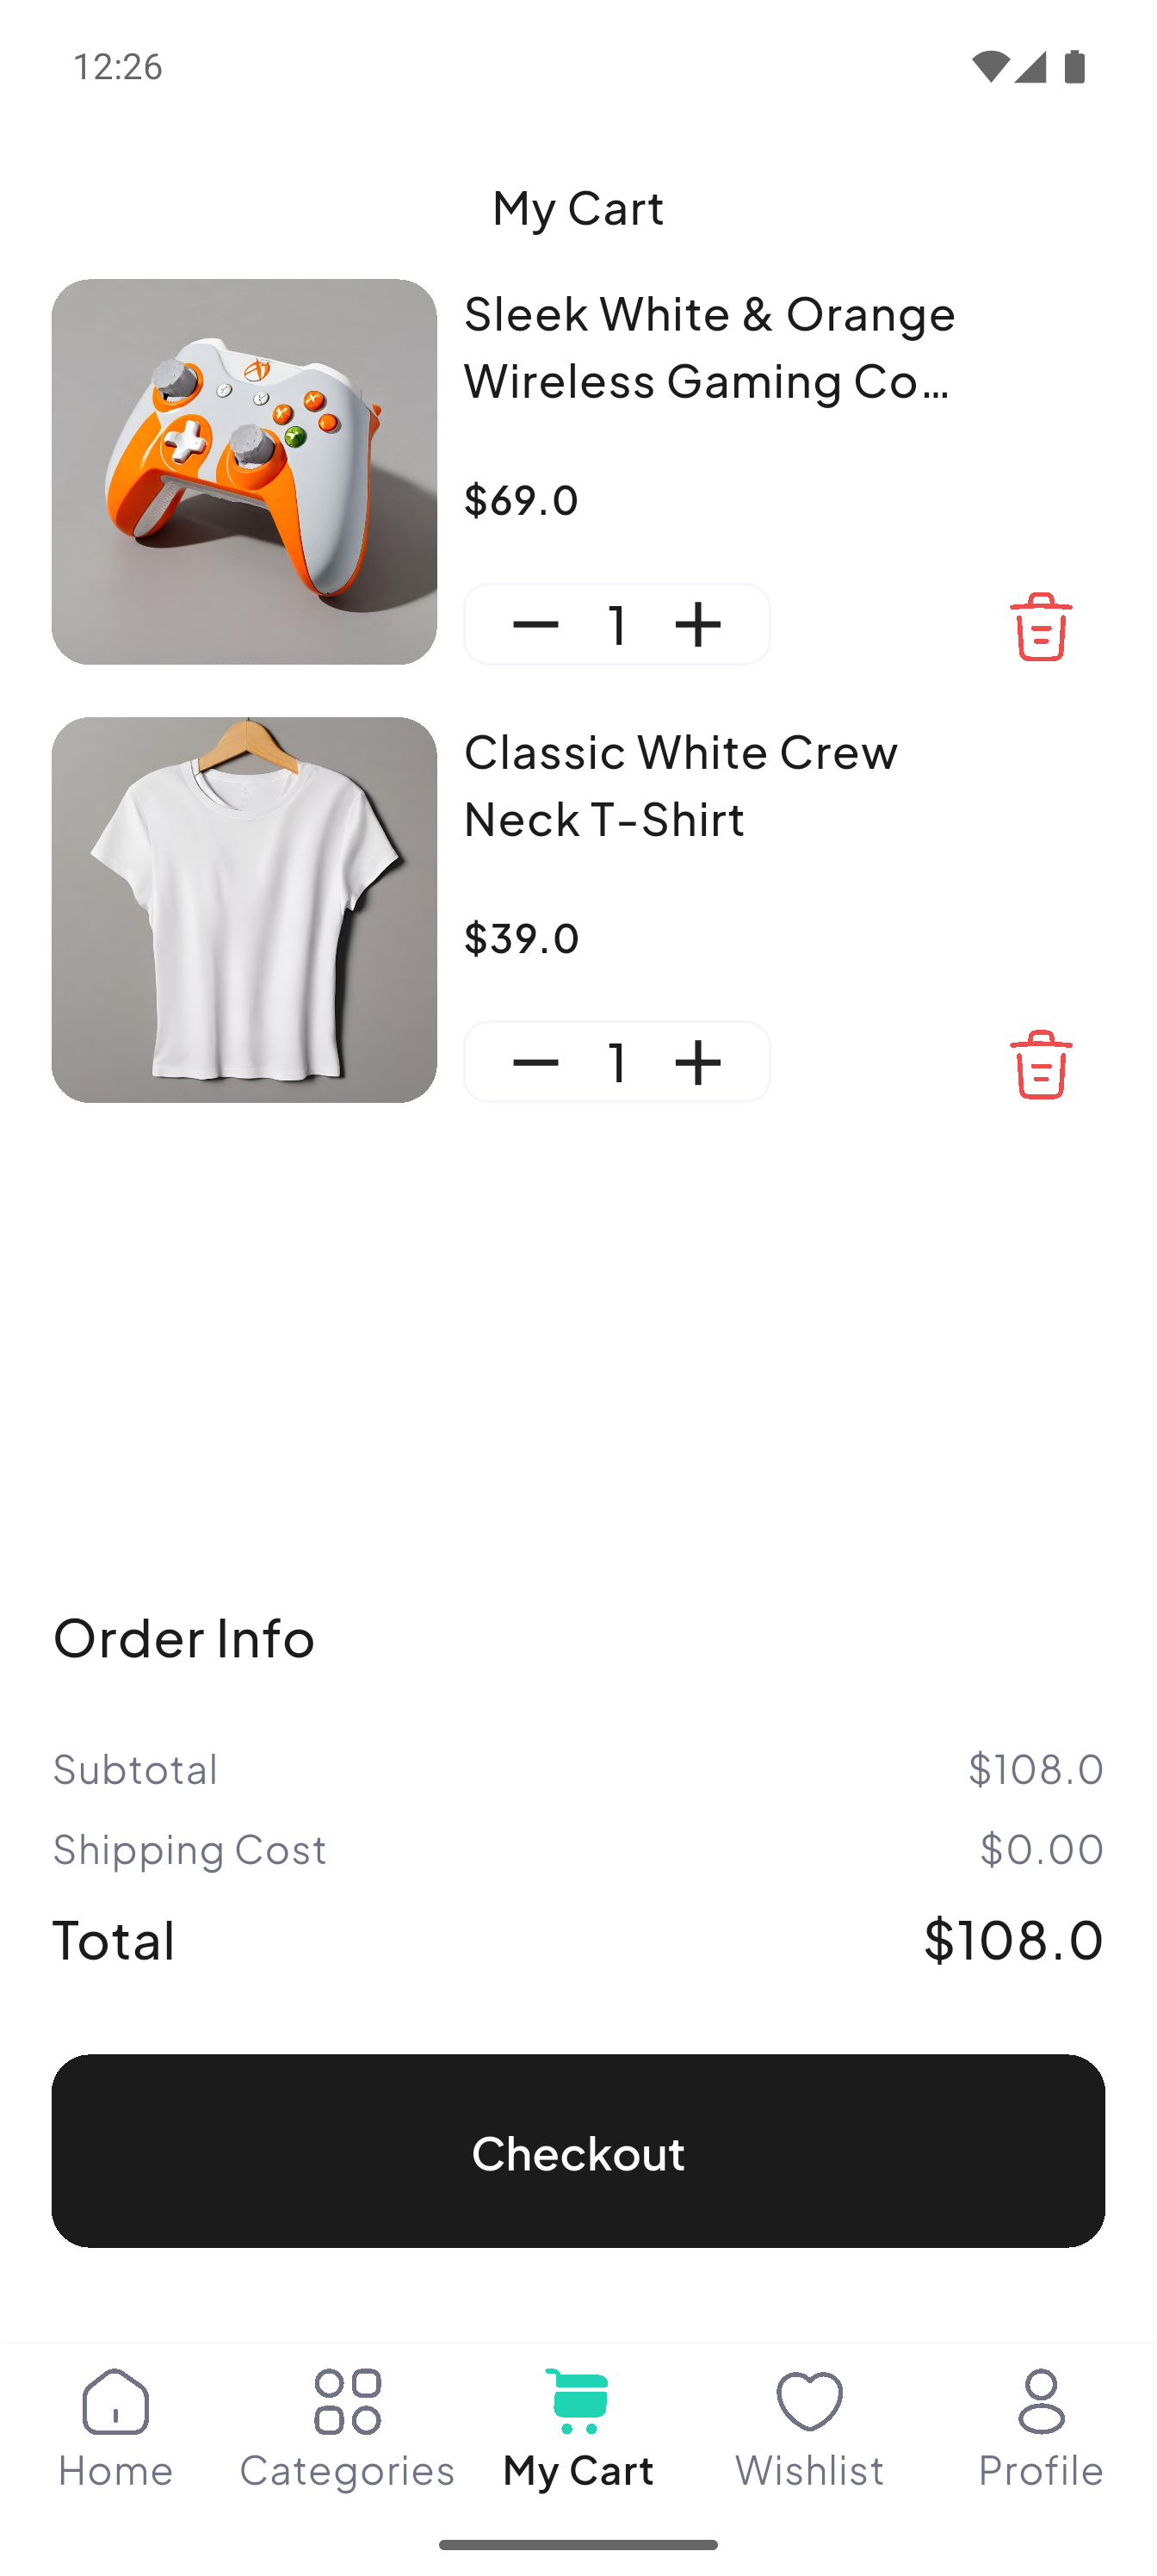 12:26
My Cart
Sleek White & Orange
Wireless Gaming Co...
$69.0
1
Classic White Crew
Neck T-Shirt
$39.0
1
Order Info
Subtotal $108.0
Shipping Cost $0.00
Total $108.0
Checkout
Home Categories My Cart Wishlist Profile